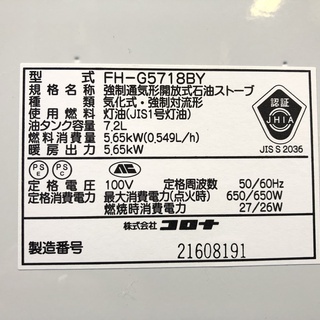 型式 FH-G5718BY
規格名称 強制通気形開放式石油ストーブ
種類 気化式・強制対流形
使用燃料 灯油(JIS1号灯油)
油タンク容量 7,2L
燃料消費量 5,65kW(0,549L/h)
暖房出力 5,65kW
認証
JHIA
JIS S 2036
PS E
PS C
定格電圧 100V 定格周波数 50/60Hz
定格消費電力 最大消費電力(点火時) 650/650W
燃焼時消費電力 27/26W
株式会社 コロナ
製造番号 21608191